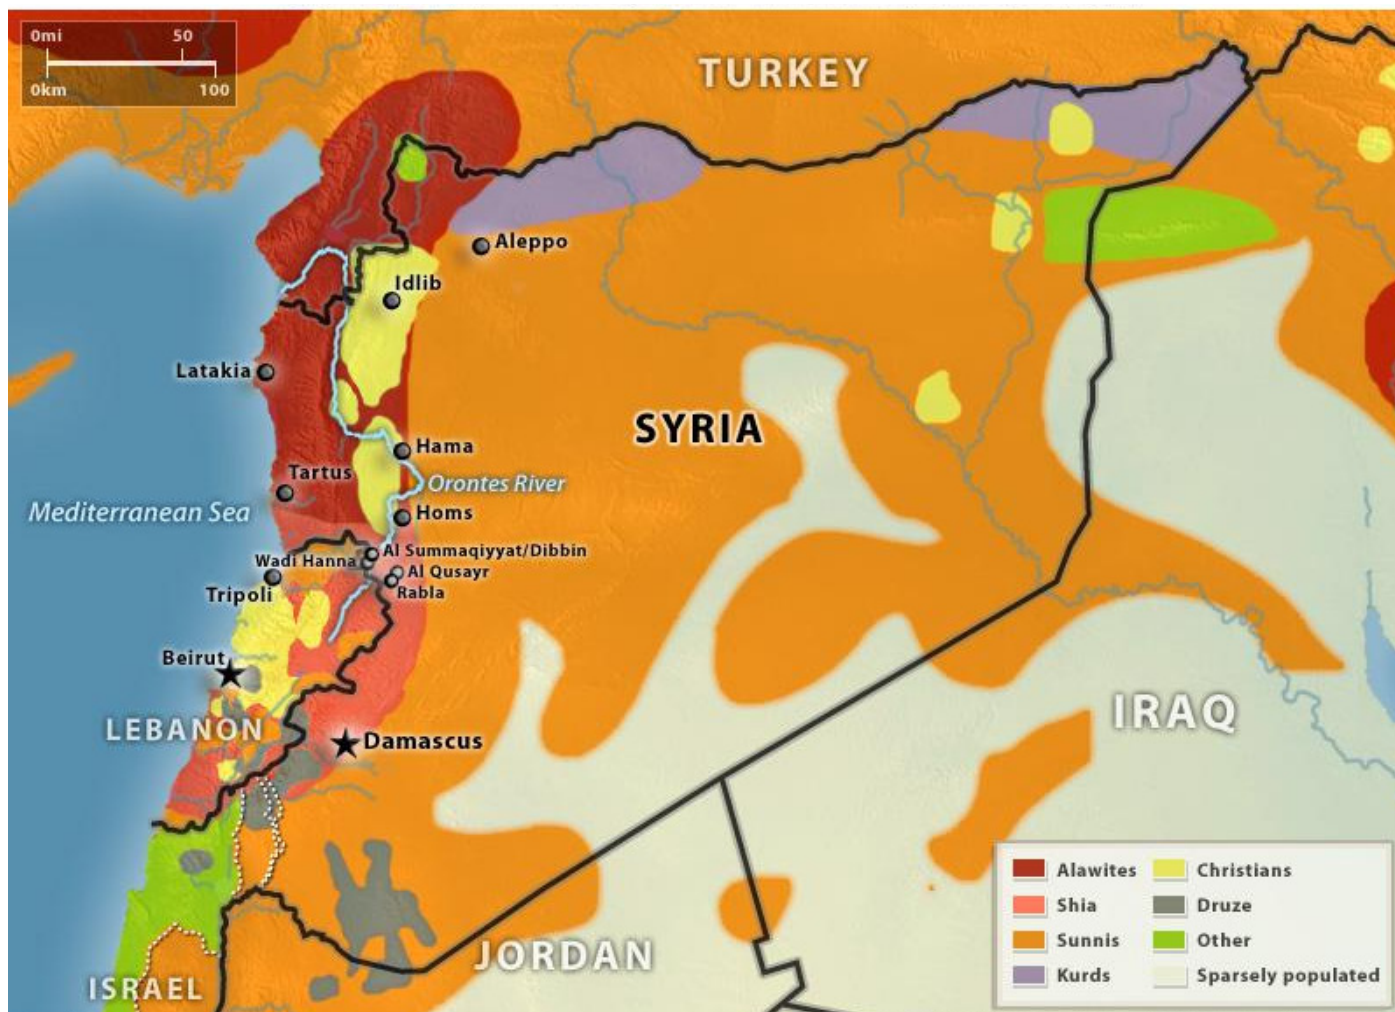 0mi 50
0km 100
TURKEY
Aleppo
Idlib
Latakia
SYRIA
Hama
Tartus
Orontes River
Mediterranean Sea
Homs
Al Summaqiyyat/Dibbin
Wadi Hanna
Al Qusayr
Tripoli
Rabla
Beirut
IRAQ
LEBANON
Damascus
JORDAN
ISRAEL
Alawites
Christians
Shia
Druze
Sunnis
Other
Kurds
Sparsely populated